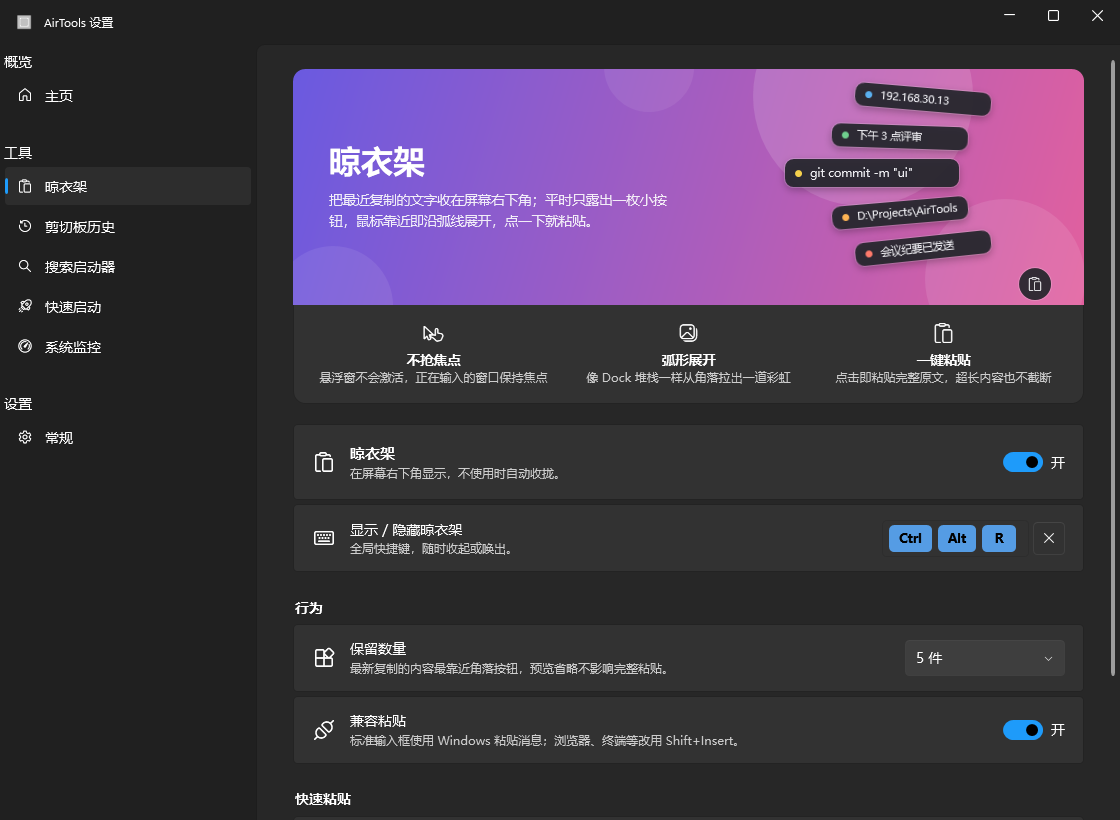 AirTools 设置
概览
主页
工具
晾衣架
剪切板历史
搜索启动器
快速启动
系统监控
设置
常规
晾衣架
把最近复制的文字收在屏幕右下角；平时只露出一枚小按
钮，鼠标靠近即沿弧线展开，点一下就粘贴。
192.168.30.13
下午 3 点评审
git commit -m "ui"
D:\Projects\AirTools
会议纪要已发送
不抢焦点
悬浮窗不会激活，正在输入的窗口保持焦点
弧形展开
像 Dock 堆栈一样从角落拉出一道彩虹
一键粘贴
点击即粘贴完整原文，超长内容也不截断
晾衣架
在屏幕右下角显示，不使用时自动收拢。
开
显示 / 隐藏晾衣架
全局快捷键，随时收起或唤出。
Ctrl Alt R
行为
保留数量
最新复制的内容最靠近角落按钮，预览省略不影响完整粘贴。
5 件
兼容粘贴
标准输入框使用 Windows 粘贴消息；浏览器、终端等改用 Shift+Insert。
开
快速粘贴